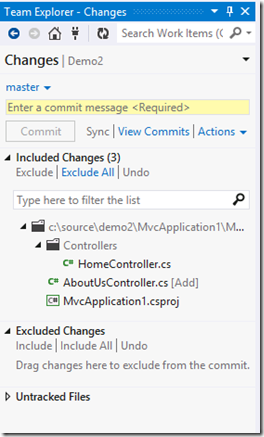 Team Explorer - Changes
Search Work Items (C
Changes | Demo2
master
Enter a commit message <Required>
Commit Sync | View Commits | Actions
Included Changes (3)
Exclude | Exclude All | Undo
Type here to filter the list
c:\source\demo2\MvcApplication1\M...
Controllers
C# HomeController.cs
C# AboutUsController.cs [Add]
C# MvcApplication1.csproj
Excluded Changes
Include | Include All | Undo
Drag changes here to exclude from the commit.
Untracked Files